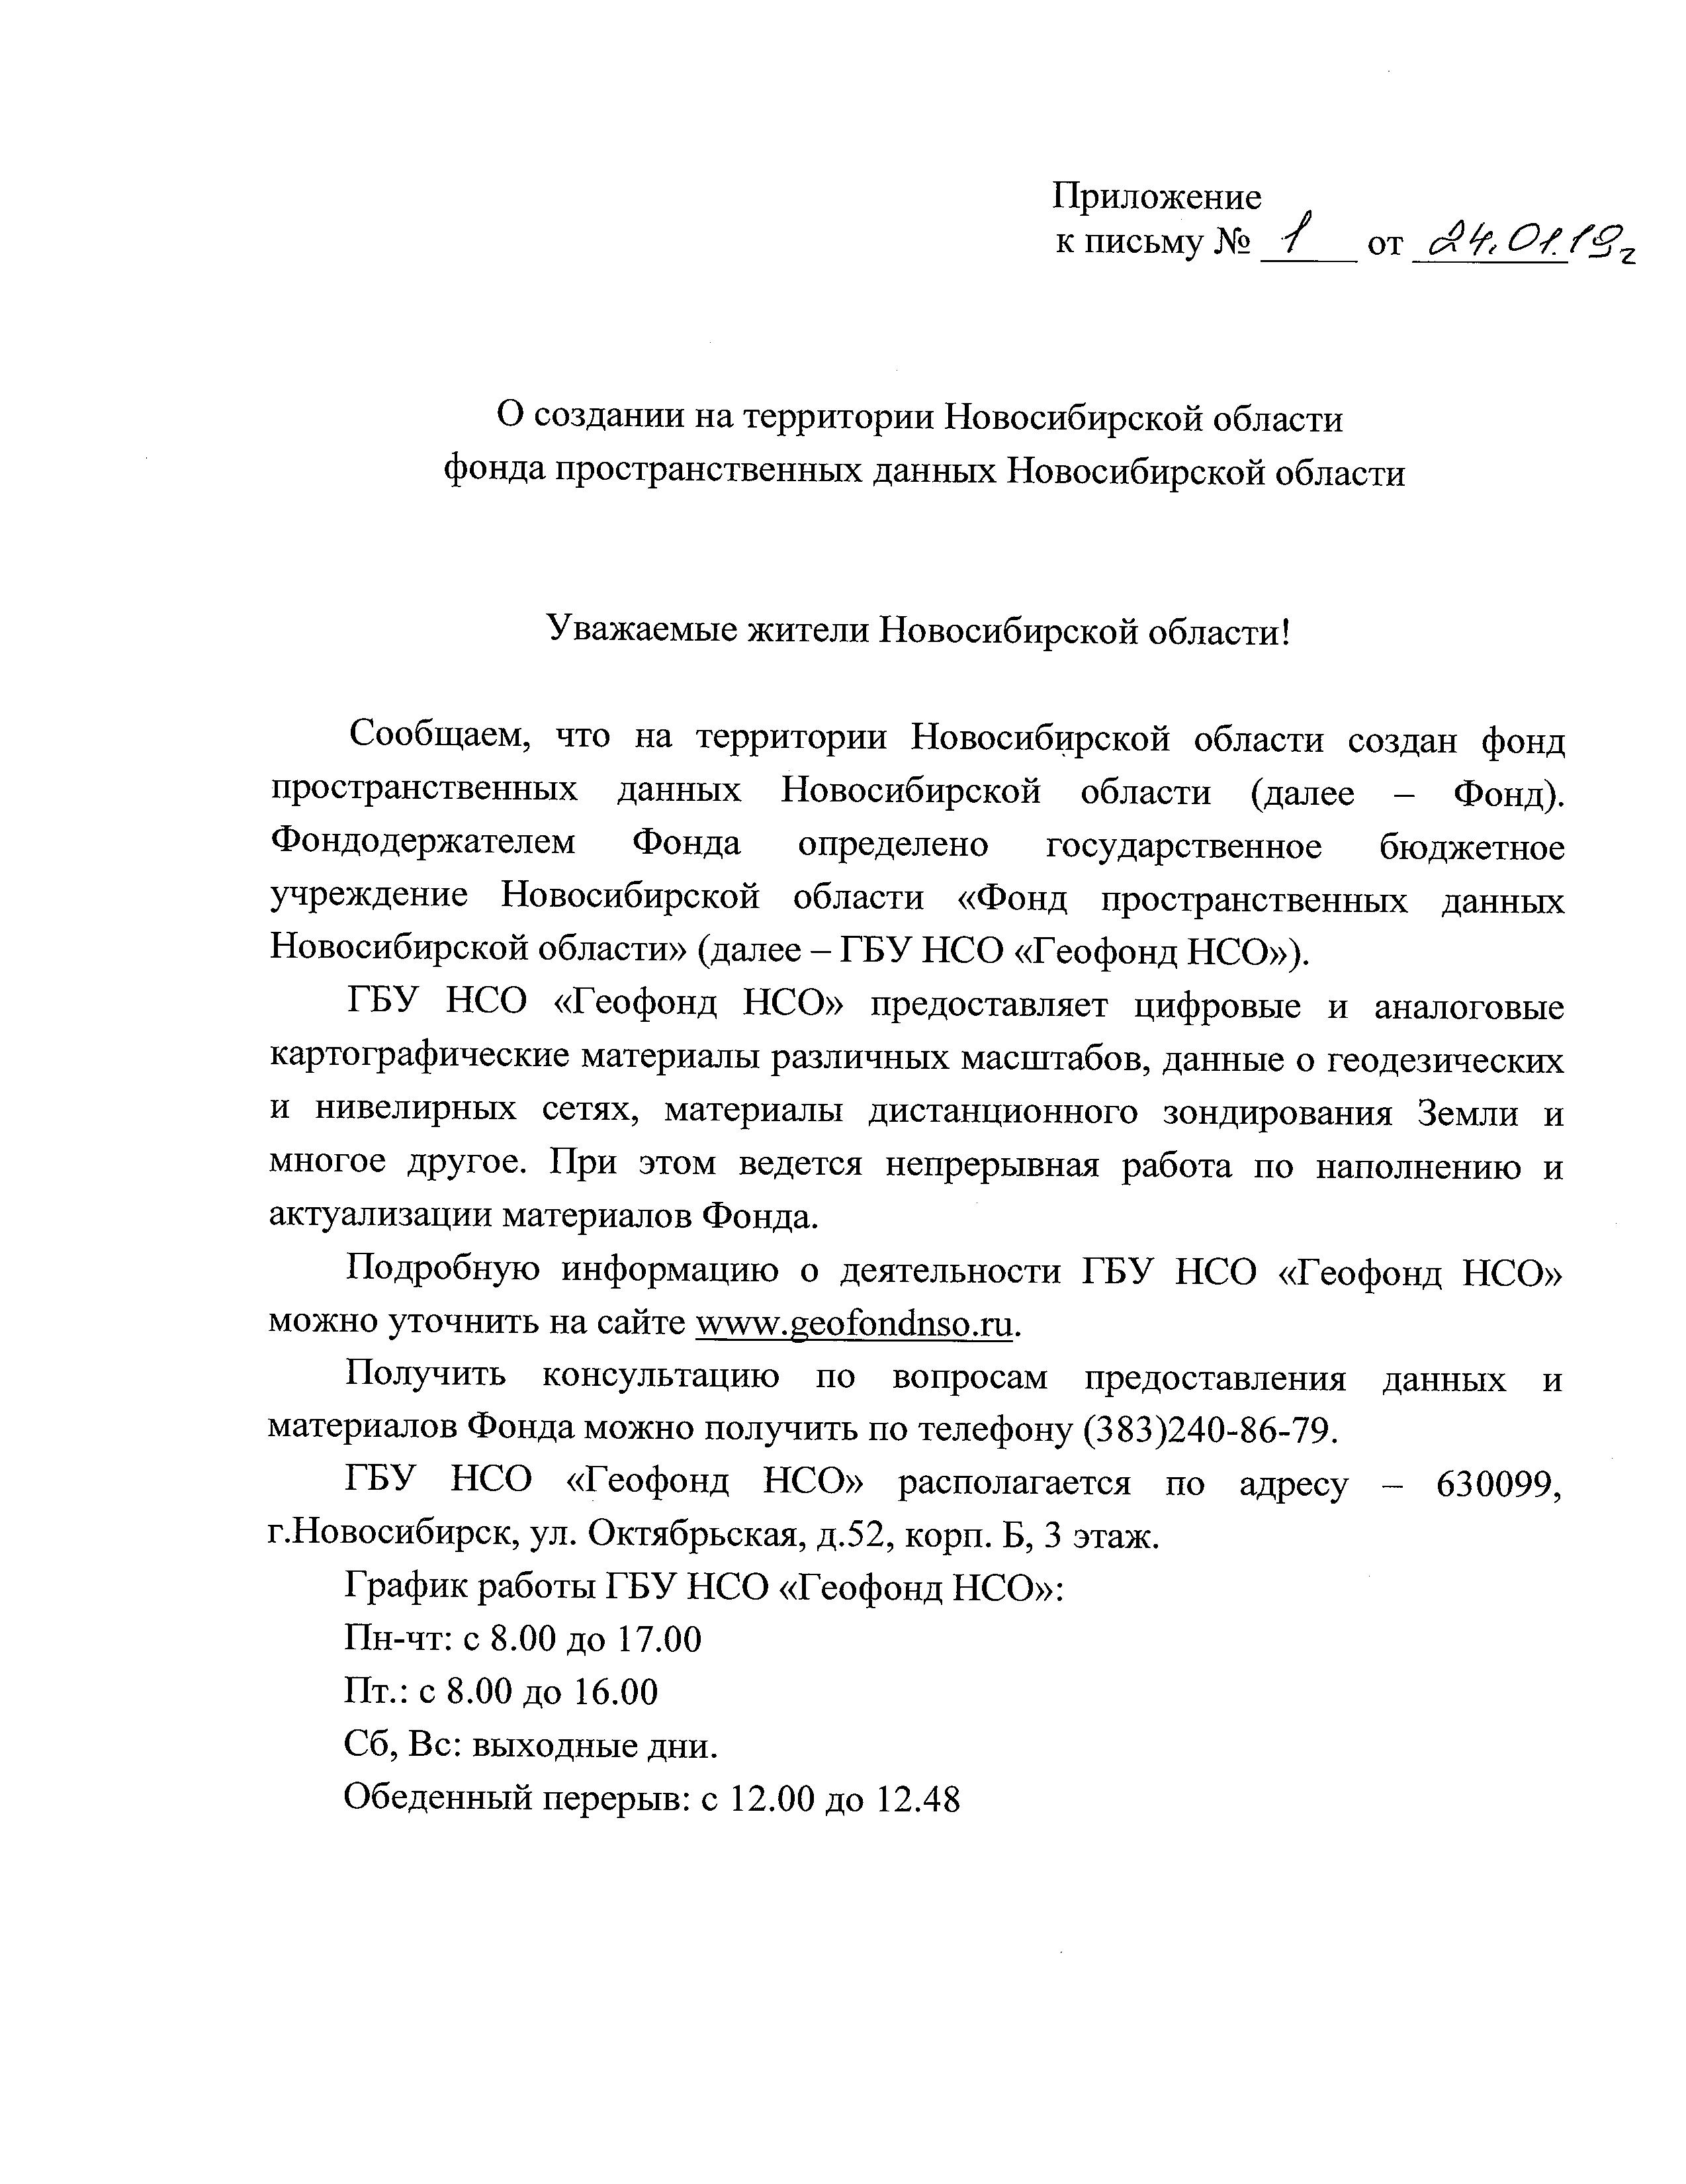 Приложение
к письму № 1 от 24.01.19г
О создании на территории Новосибирской области
фонда пространственных данных Новосибирской области
Уважаемые жители Новосибирской области!
Сообщаем, что на территории Новосибирской области создан фонд
пространственных данных Новосибирской области (далее – Фонд).
Фондодержателем Фонда определено государственное бюджетное
учреждение Новосибирской области «Фонд пространственных данных
Новосибирской области» (далее – ГБУ НСО «Геофонд НСО»).
ГБУ НСО «Геофонд НСО» предоставляет цифровые и аналоговые
картографические материалы различных масштабов, данные о геодезических
и нивелирных сетях, материалы дистанционного зондирования Земли и
многое другое. При этом ведется непрерывная работа по наполнению и
актуализации материалов Фонда.
Подробную информацию о деятельности ГБУ НСО «Геофонд НСО»
можно уточнить на сайте www.geofondnso.ru.
Получить консультацию по вопросам предоставления данных и
материалов Фонда можно получить по телефону (383)240-86-79.
ГБУ НСО «Геофонд НСО» располагается по адресу – 630099,
г.Новосибирск, ул. Октябрьская, д.52, корп. Б, 3 этаж.
График работы ГБУ НСО «Геофонд НСО»:
Пн-чт: с 8.00 до 17.00
Пт.: с 8.00 до 16.00
Сб, Вс: выходные дни.
Обеденный перерыв: с 12.00 до 12.48